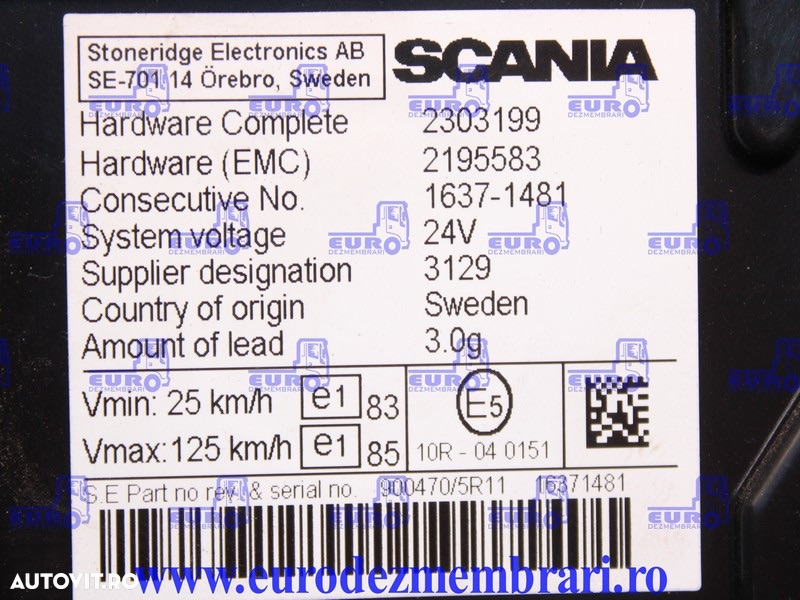 Stoneridge Electronics AB
SE-701 14 Örebro, Sweden
SCANIA
Hardware Complete 2303199
Hardware (EMC) 2195583
Consecutive No. 1637-1481
System voltage 24V
Supplier designation 3129
Country of origin Sweden
Amount of lead 3.0g
Vmin: 25 km/h e1 83
Vmax: 125 km/h e1 85
E5
10R - 04 0151
S.E Part no rev. & serial no. 900470/5R11 16371481
AUTOVIT.RO
www.eurodezmembrari.ro
EURO
DEZMEMBRARI